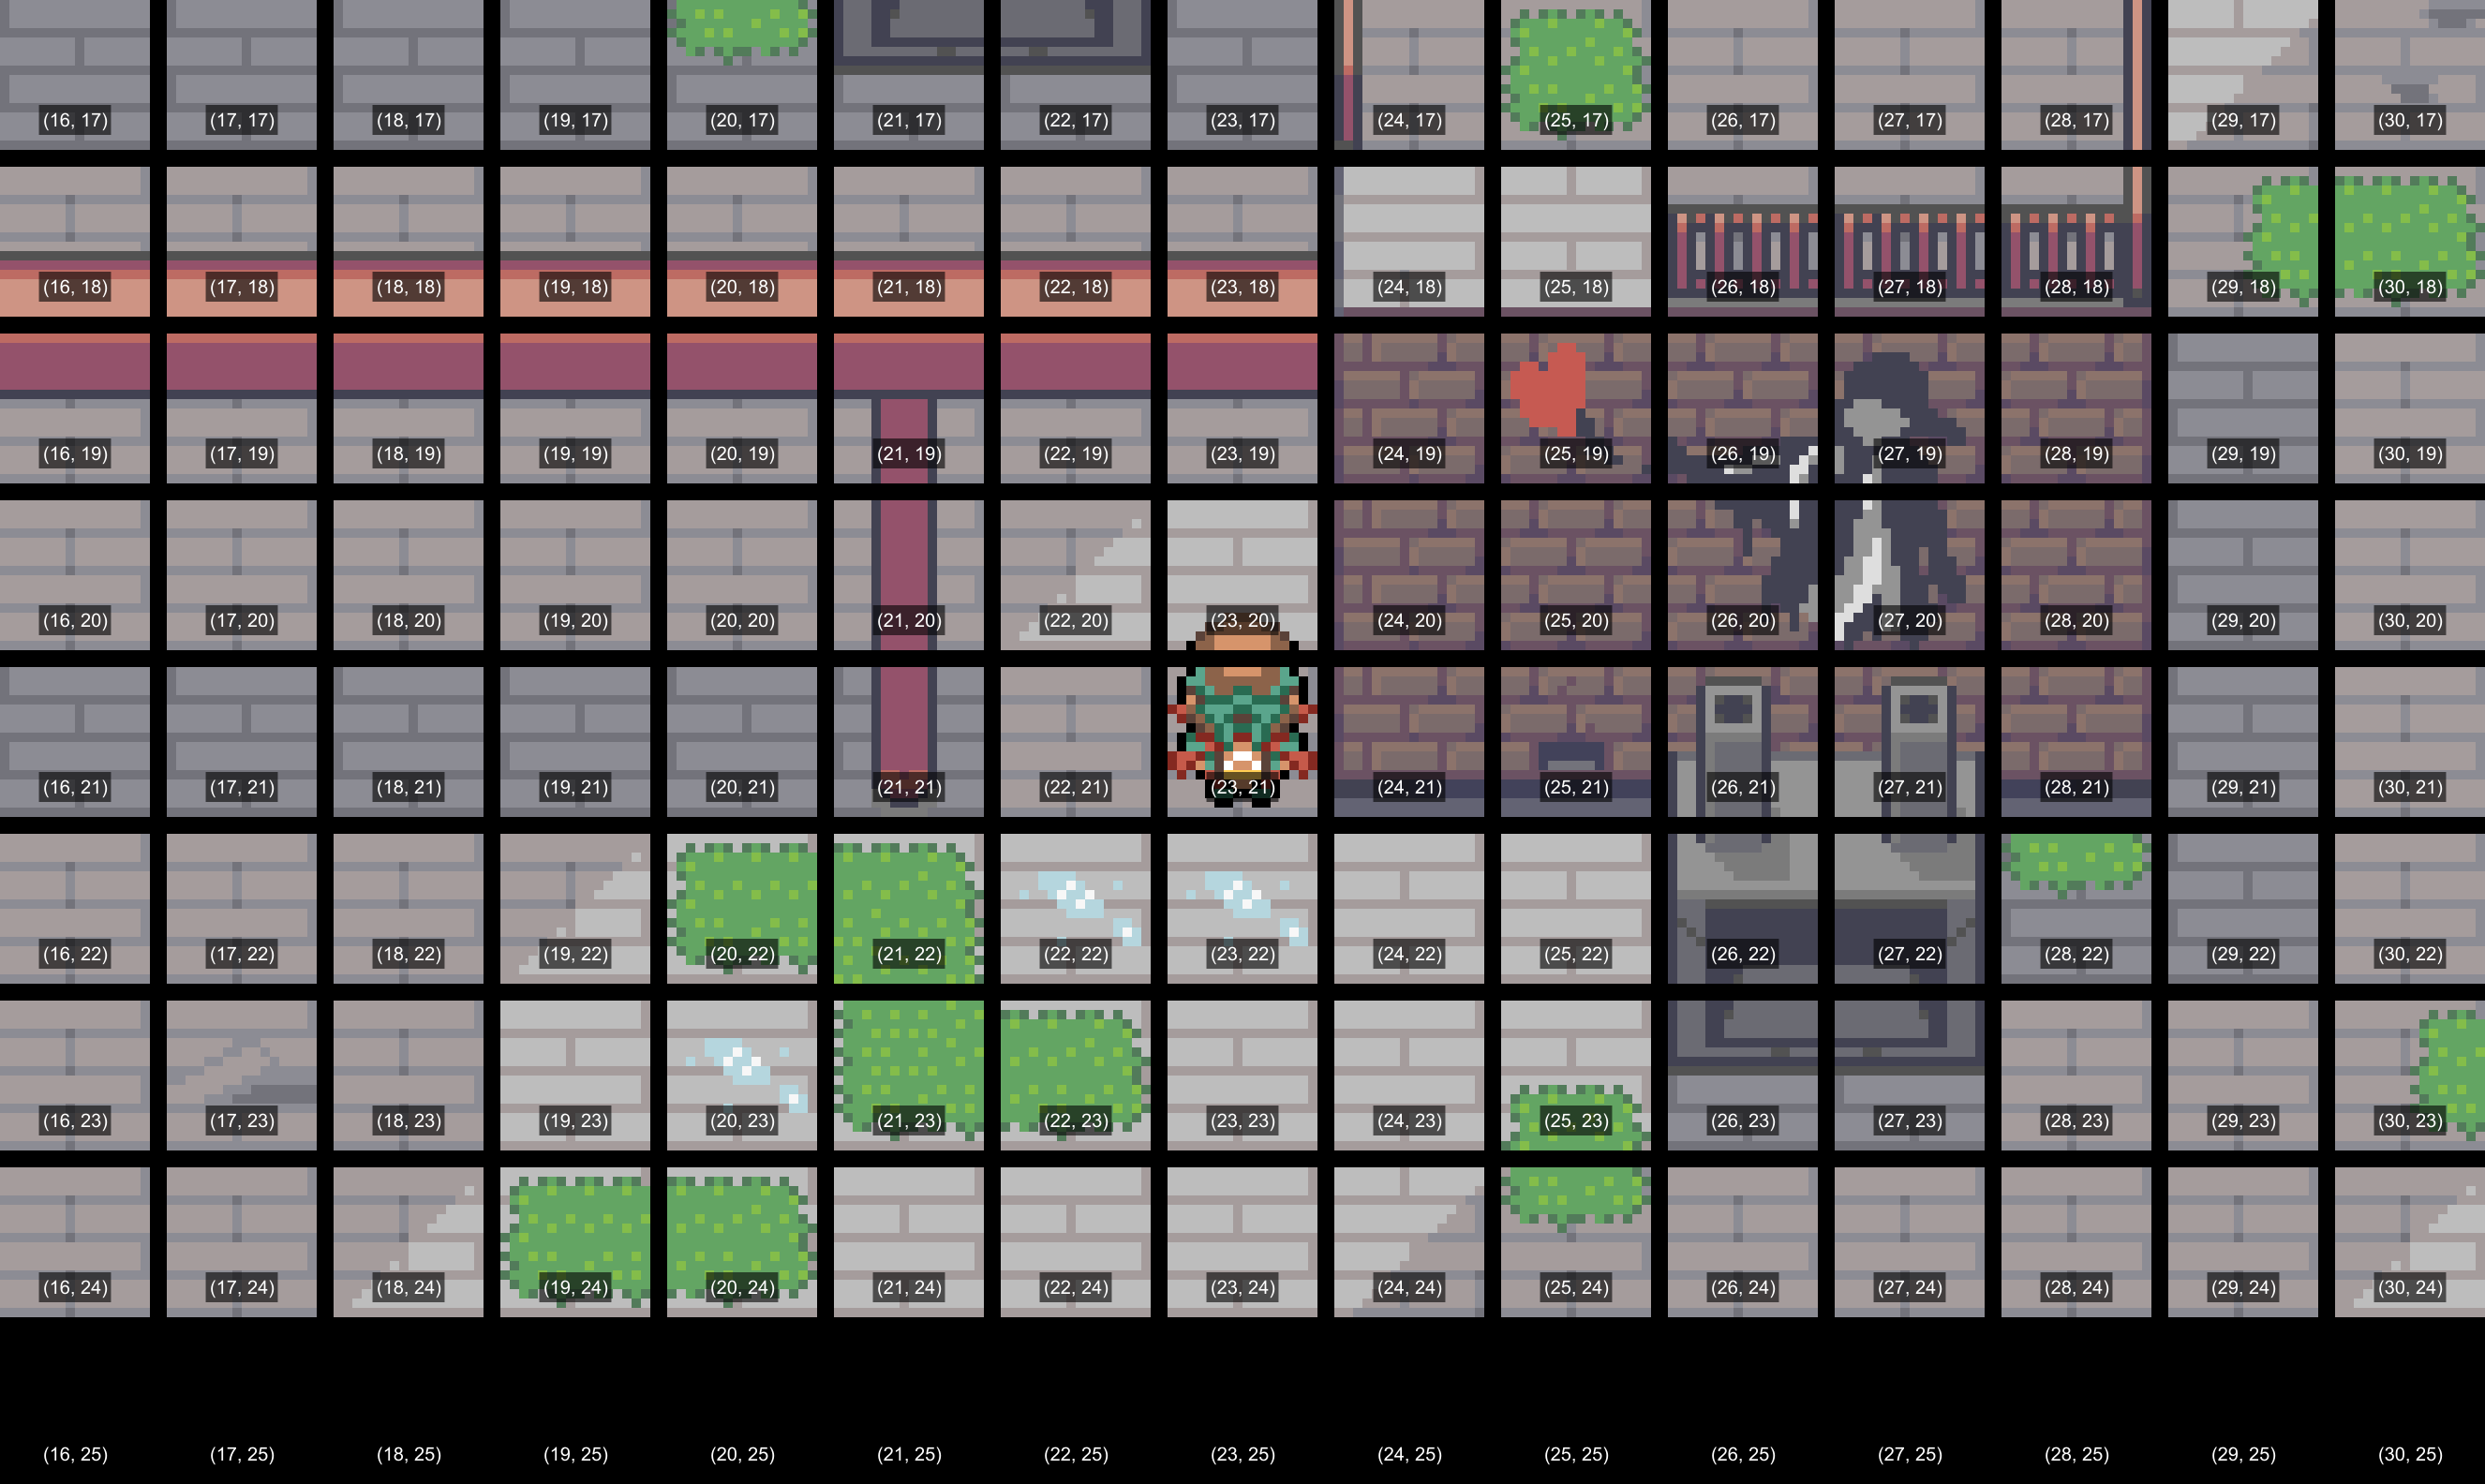 (16, 17) (17, 17) (18, 17) (19, 17) (20, 17) (21, 17) (22, 17) (23, 17) (24, 17) (25, 17) (26, 17) (27, 17) (28, 17) (29, 17) (30, 17)
(16, 18) (17, 18) (18, 18) (19, 18) (20, 18) (21, 18) (22, 18) (23, 18) (24, 18) (25, 18) (26, 18) (27, 18) (28, 18) (29, 18) (30, 18)
(16, 19) (17, 19) (18, 19) (19, 19) (20, 19) (21, 19) (22, 19) (23, 19) (24, 19) (25, 19) (26, 19) (27, 19) (28, 19) (29, 19) (30, 19)
(16, 20) (17, 20) (18, 20) (19, 20) (20, 20) (21, 20) (22, 20) (23, 20) (24, 20) (25, 20) (26, 20) (27, 20) (28, 20) (29, 20) (30, 20)
(16, 21) (17, 21) (18, 21) (19, 21) (20, 21) (21, 21) (22, 21) (23, 21) (24, 21) (25, 21) (26, 21) (27, 21) (28, 21) (29, 21) (30, 21)
(16, 22) (17, 22) (18, 22) (19, 22) (20, 22) (21, 22) (22, 22) (23, 22) (24, 22) (25, 22) (26, 22) (27, 22) (28, 22) (29, 22) (30, 22)
(16, 23) (17, 23) (18, 23) (19, 23) (20, 23) (21, 23) (22, 23) (23, 23) (24, 23) (25, 23) (26, 23) (27, 23) (28, 23) (29, 23) (30, 23)
(16, 24) (17, 24) (18, 24) (19, 24) (20, 24) (21, 24) (22, 24) (23, 24) (24, 24) (25, 24) (26, 24) (27, 24) (28, 24) (29, 24) (30, 24)
(16, 25) (17, 25) (18, 25) (19, 25) (20, 25) (21, 25) (22, 25) (23, 25) (24, 25) (25, 25) (26, 25) (27, 25) (28, 25) (29, 25) (30, 25)